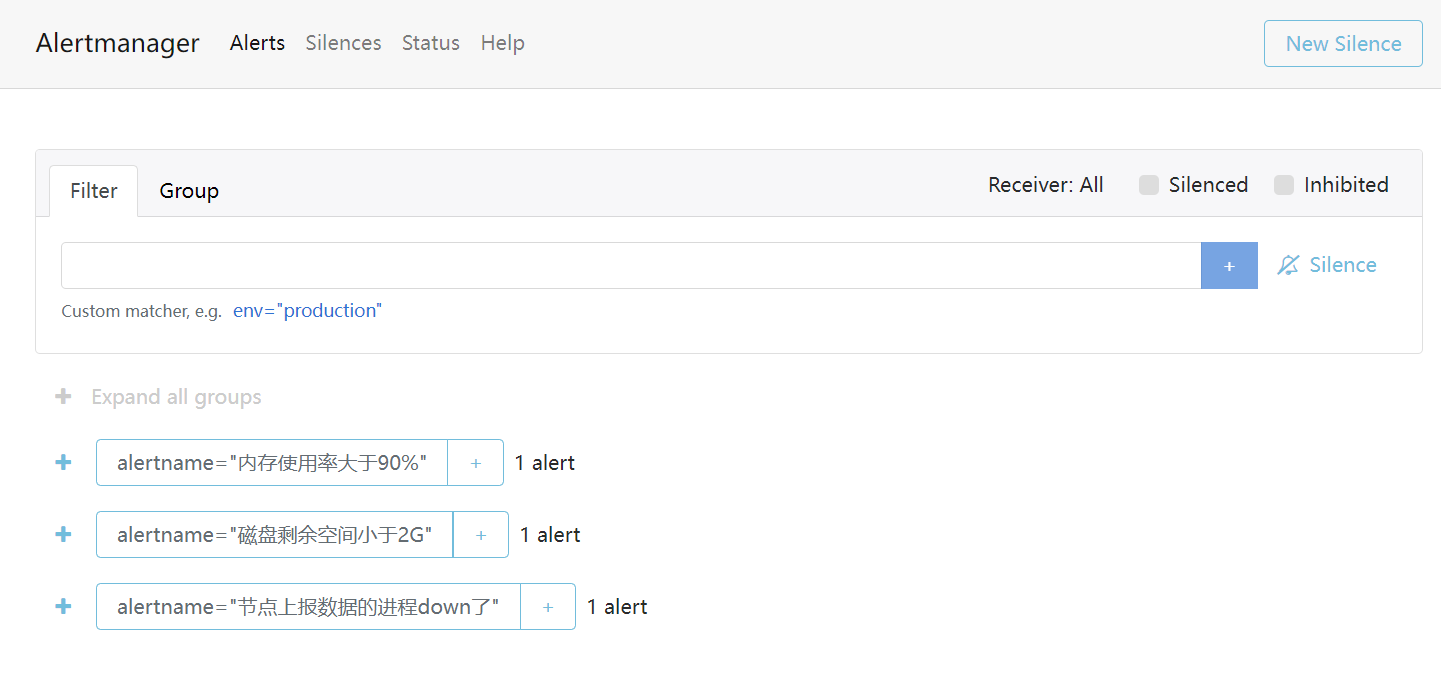 Alertmanager Alerts Silences Status Help New Silence
Filter Group Receiver: All Silenced Inhibited
+ Silence
Custom matcher, e.g. env="production"
+ Expand all groups
+ alertname="内存使用率大于90%" + 1 alert
+ alertname="磁盘剩余空间小于2G" + 1 alert
+ alertname="节点上报数据的进程down了" + 1 alert